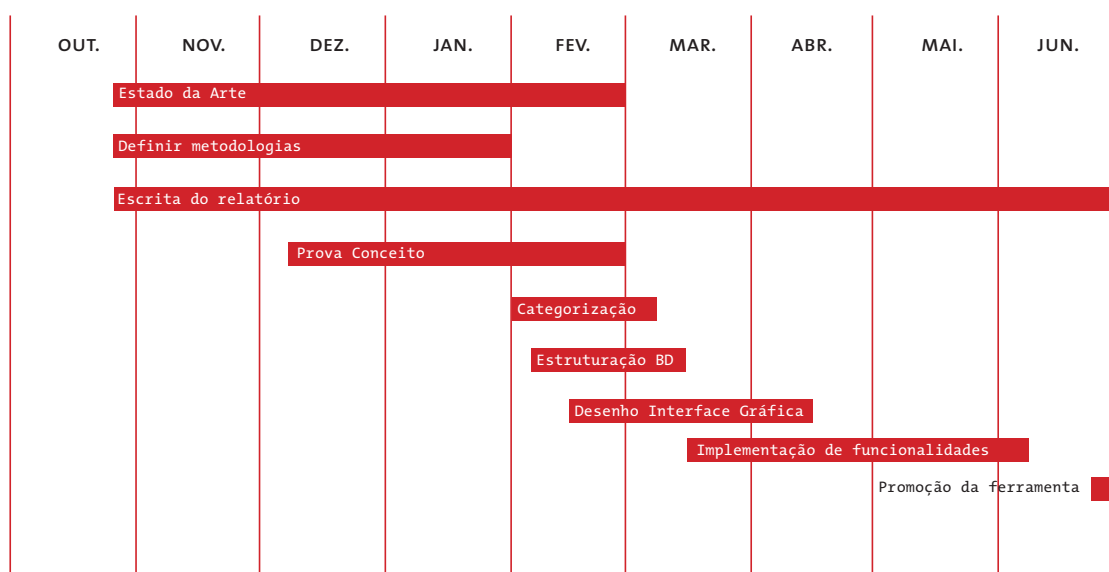 OUT. NOV. DEZ. JAN. FEV. MAR. ABR. MAI. JUN.
Estado da Arte
Definir metodologias
Escrita do relatório
Prova Conceito
Categorização
Estruturação BD
Desenho Interface Gráfica
Implementação de funcionalidades
Promoção da ferramenta